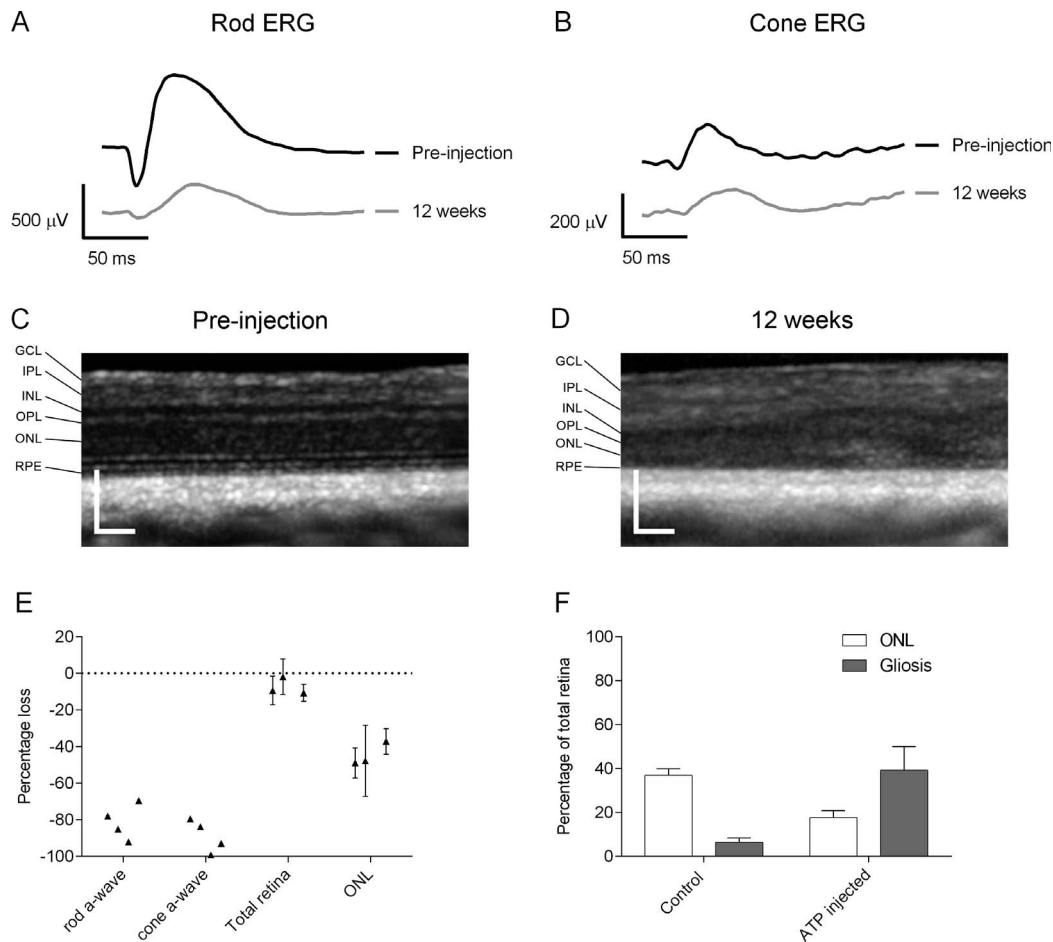 A
Rod ERG
Pre-injection
12 weeks
500 μV
50 ms
B
Cone ERG
Pre-injection
12 weeks
200 μV
50 ms
C
Pre-injection
GCL
IPL
INL
OPL
ONL
RPE
D
12 weeks
GCL
IPL
INL
OPL
ONL
RPE
E
Percentage loss
20
0
-20
-40
-60
-80
-100
rod a-wave
cone a-wave
Total retina
ONL
F
Percentage of total retina
100
80
60
40
20
0
ONL
Gliosis
Control
ATP injected